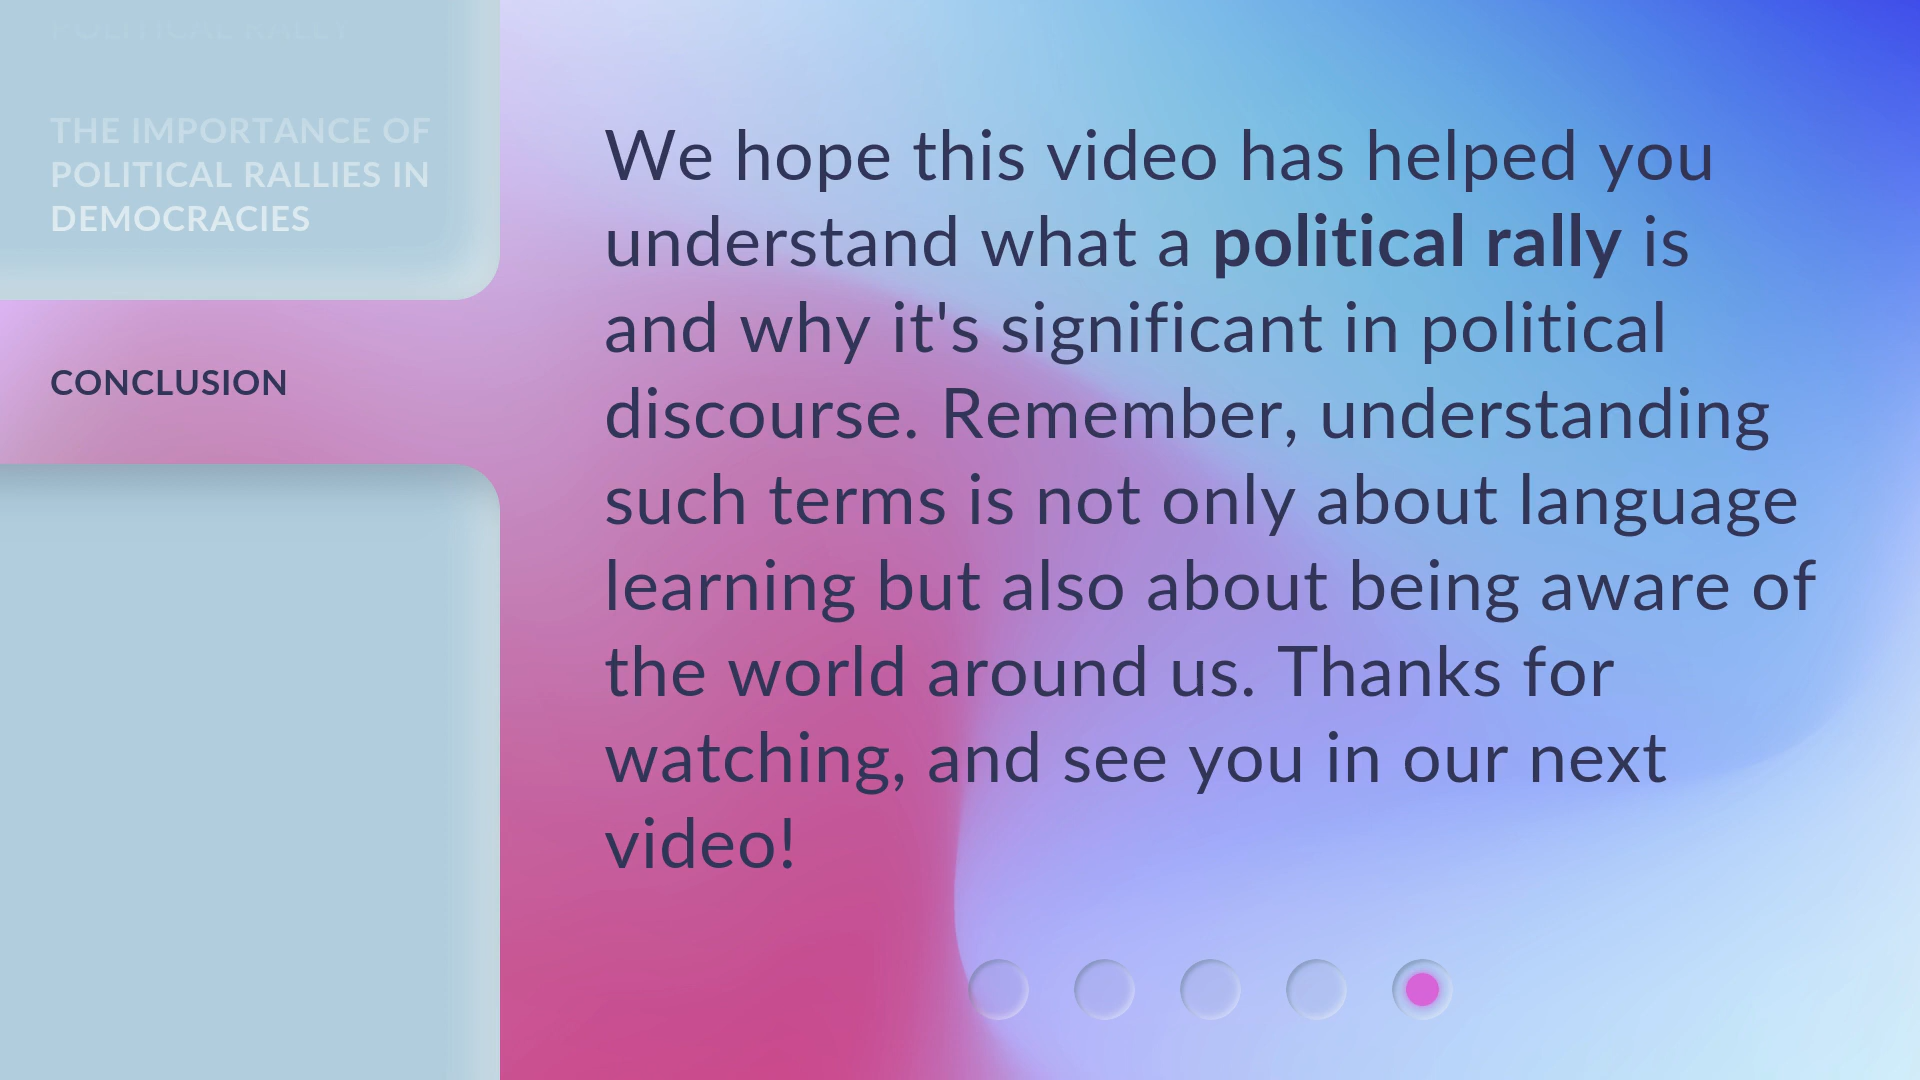 POLITICAL RALLY
THE IMPORTANCE OF
POLITICAL RALLIES IN
DEMOCRACIES
CONCLUSION
We hope this video has helped you
understand what a political rally is
and why it's significant in political
discourse. Remember, understanding
such terms is not only about language
learning but also about being aware of
the world around us. Thanks for
watching, and see you in our next
video!